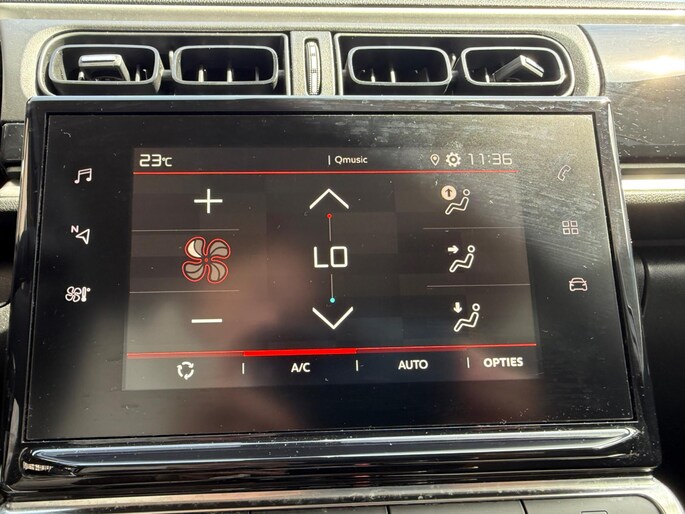 23°C | Qmusic 11:36
N
LO
| A/C | AUTO | OPTIES